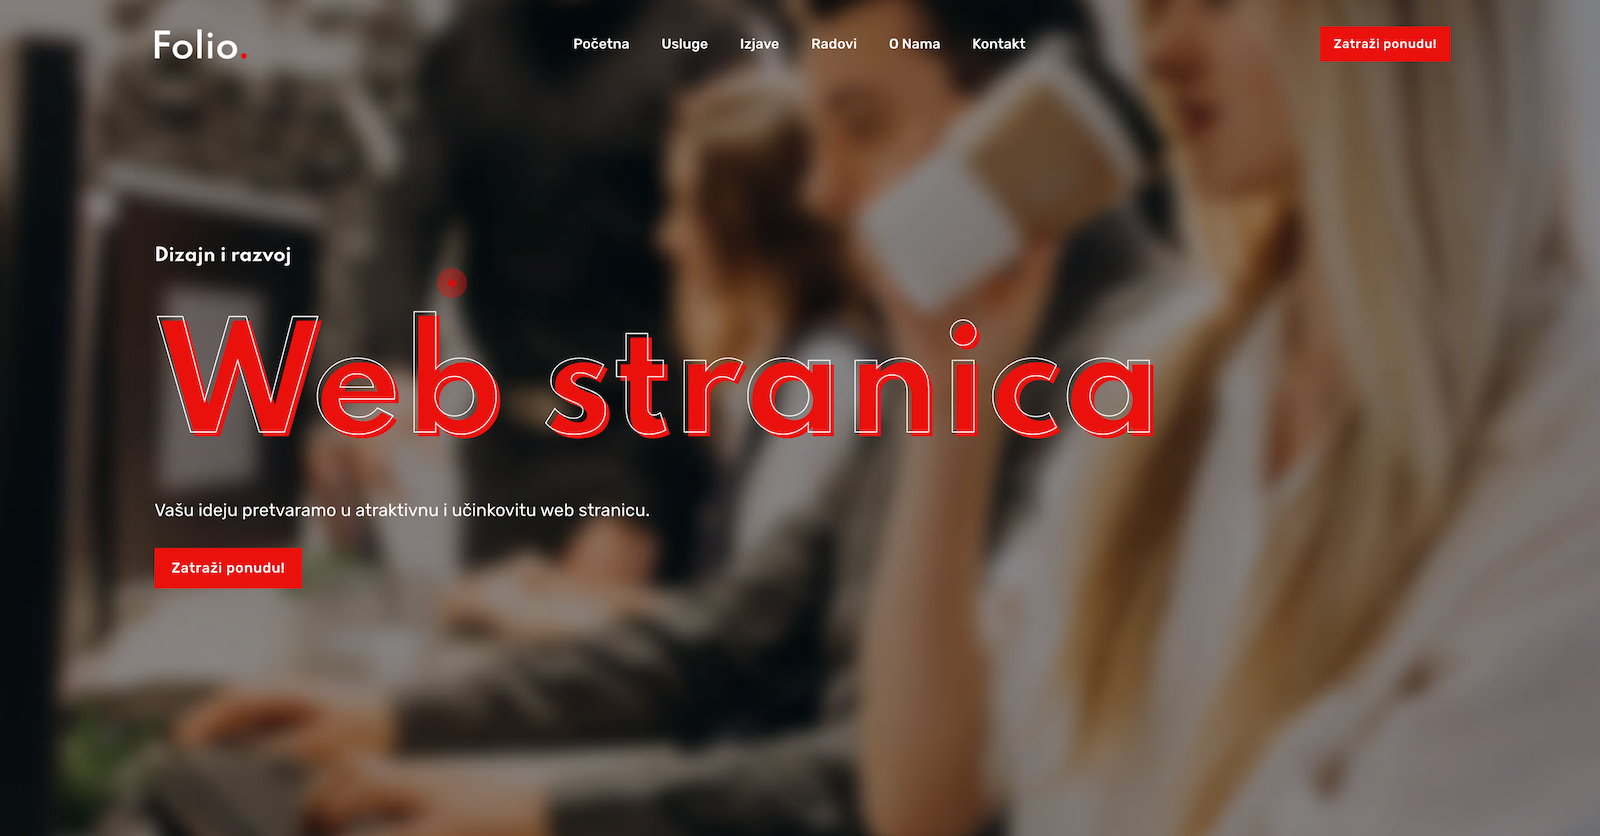 Folio.
Početna Usluge Izjave Radovi O Nama Kontakt
Zatraži ponudu!
Dizajn i razvoj
Web stranica
Vašu ideju pretvaramo u atraktivnu i učinkovitu web stranicu.
Zatraži ponudu!